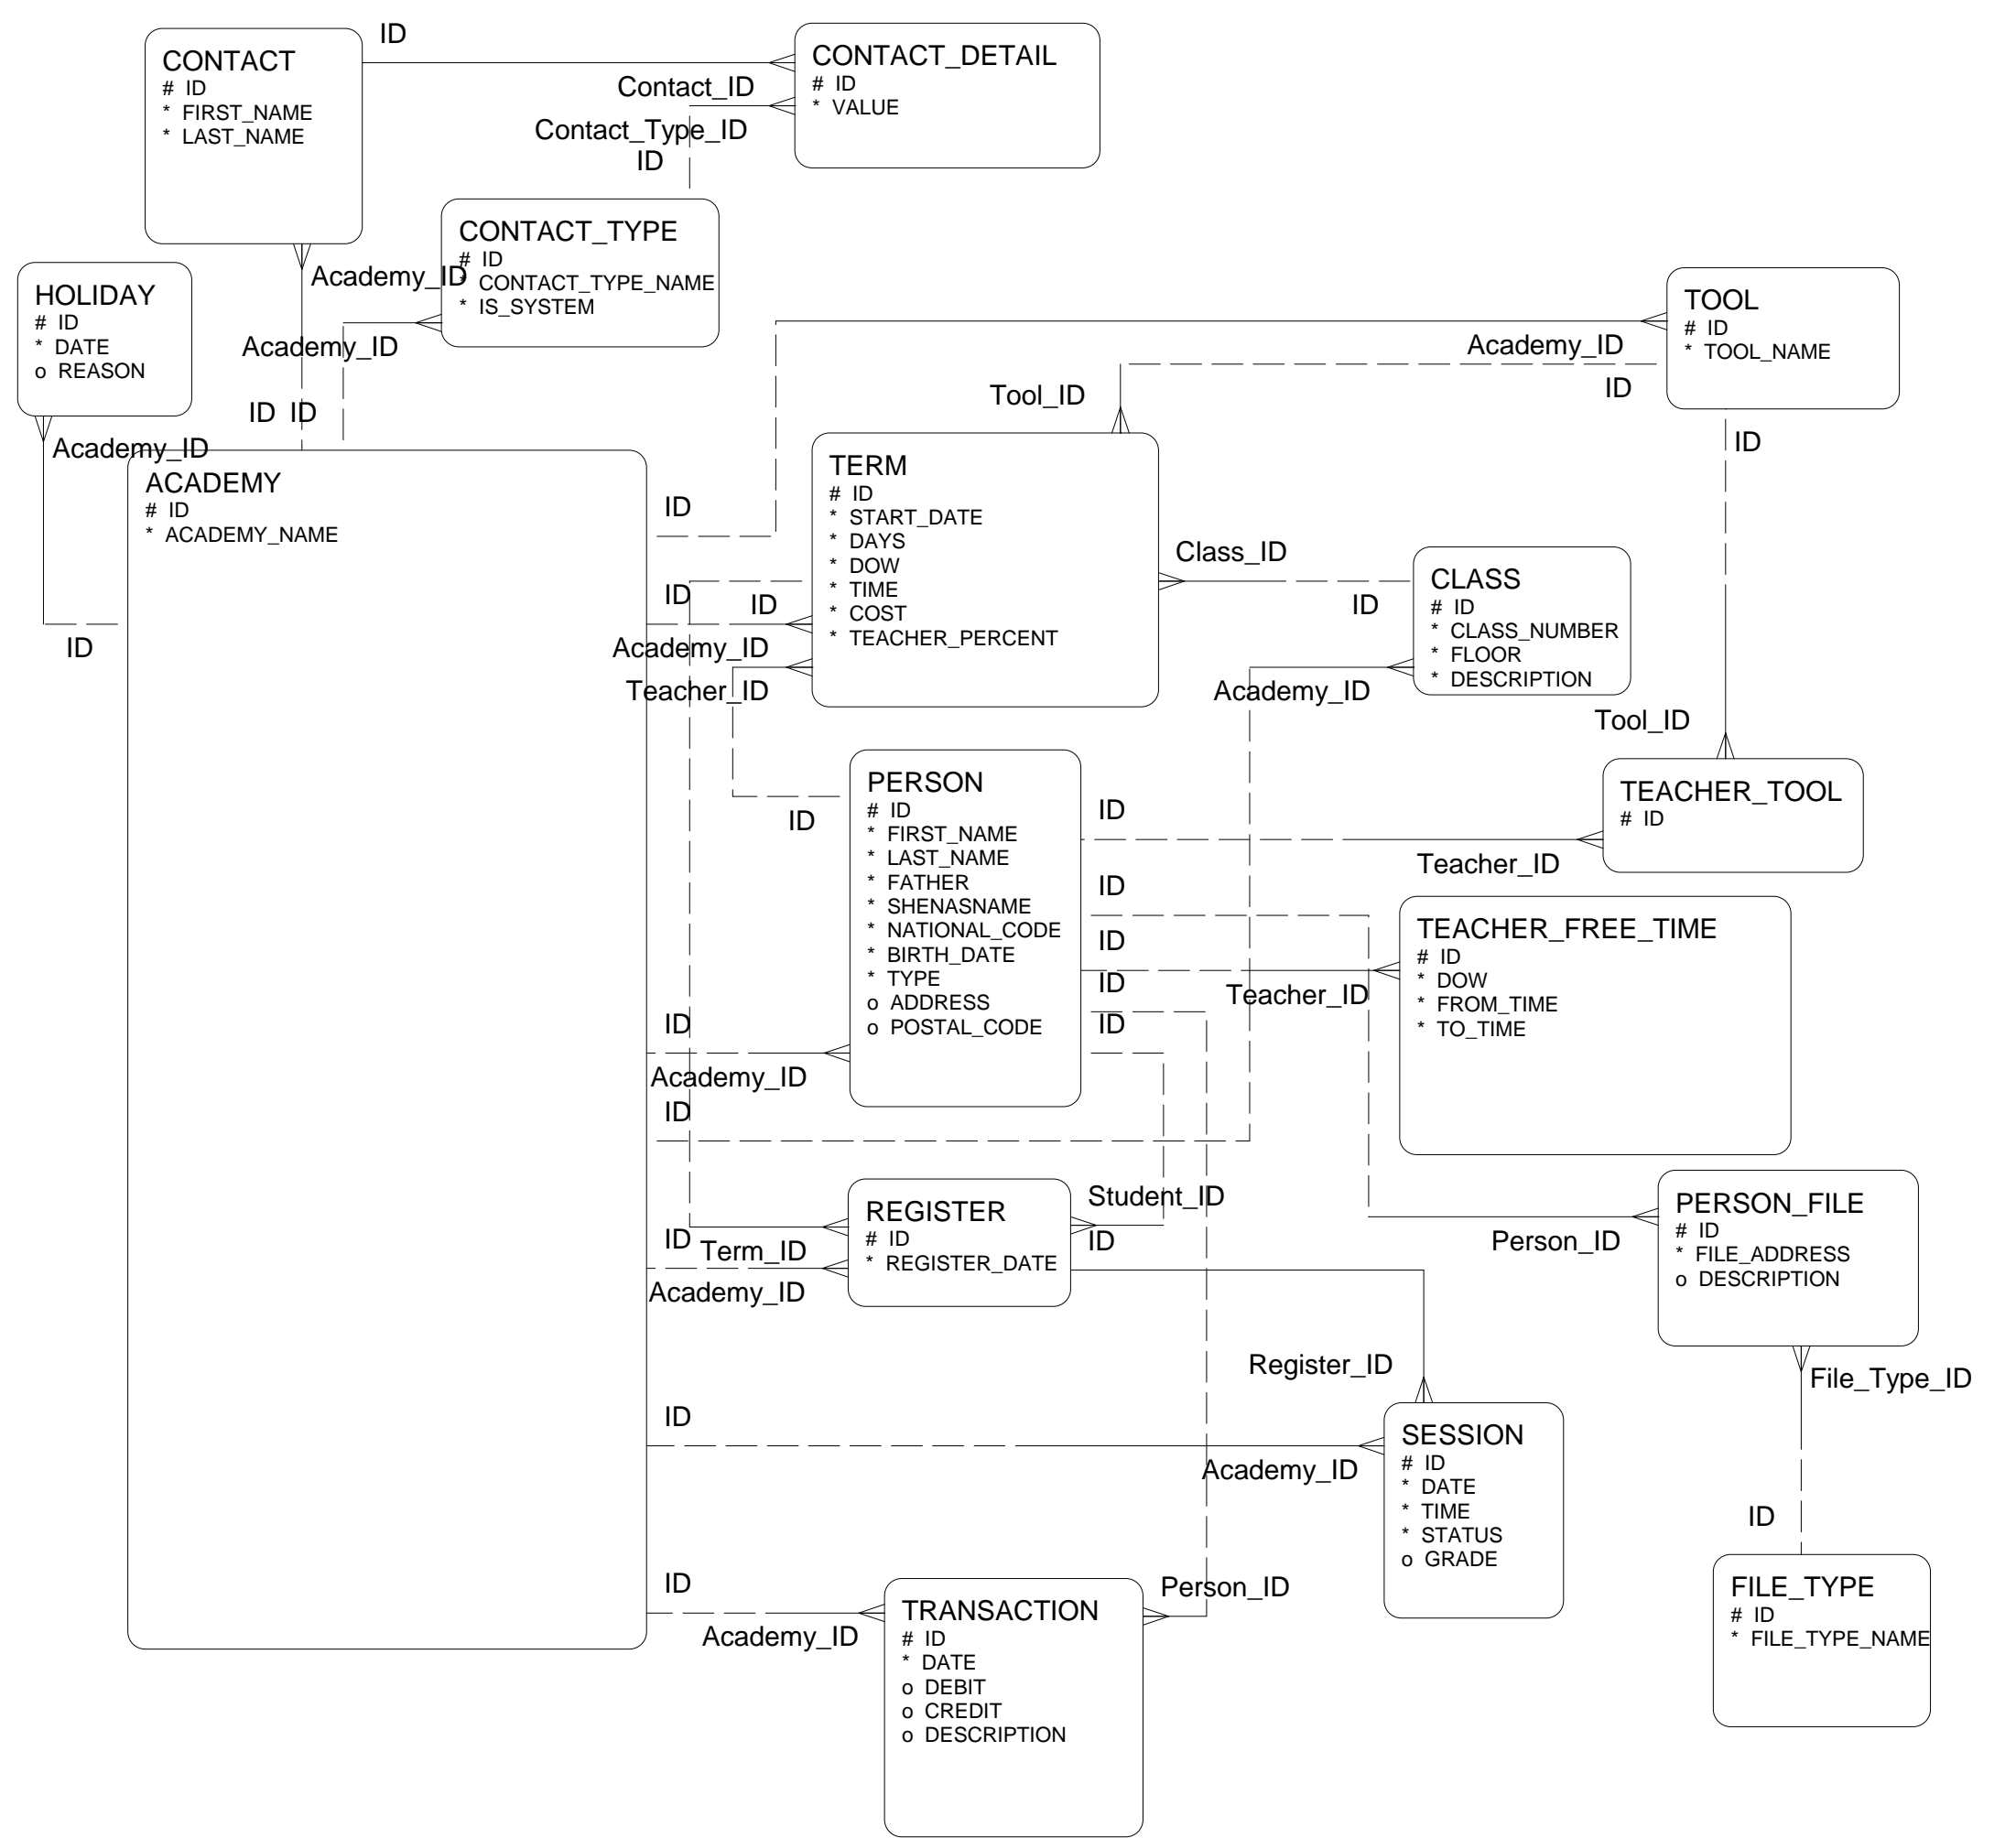 ID
CONTACT
# ID
* FIRST_NAME
* LAST_NAME
CONTACT_DETAIL
# ID
* VALUE
Contact_ID
Contact_Type_ID
ID
CONTACT_TYPE
# ID
* CONTACT_TYPE_NAME
* IS_SYSTEM
Academy_ID
Academy_ID
HOLIDAY
# ID
* DATE
o REASON
TOOL
# ID
* TOOL_NAME
Academy_ID
ID
Tool_ID
ID ID
Academy_ID
ID
ACADEMY
# ID
* ACADEMY_NAME
ID
TERM
# ID
* START_DATE
* DAYS
* DOW
* TIME
* COST
* TEACHER_PERCENT
Class_ID
ID
CLASS
# ID
* CLASS_NUMBER
* FLOOR
* DESCRIPTION
ID
ID
ID
Academy_ID
Teacher_ID
Academy_ID
Tool_ID
PERSON
# ID
* FIRST_NAME
* LAST_NAME
* FATHER
* SHENASNAME
* NATIONAL_CODE
* BIRTH_DATE
* TYPE
o ADDRESS
o POSTAL_CODE
ID
ID
TEACHER_TOOL
# ID
Teacher_ID
ID
ID
ID
ID
TEACHER_FREE_TIME
# ID
* DOW
* FROM_TIME
* TO_TIME
Teacher_ID
ID
Academy_ID
ID
REGISTER
# ID
* REGISTER_DATE
Student_ID
ID
ID
Term_ID
Academy_ID
PERSON_FILE
# ID
* FILE_ADDRESS
o DESCRIPTION
Person_ID
Register_ID
File_Type_ID
ID
Academy_ID
SESSION
# ID
* DATE
* TIME
* STATUS
o GRADE
ID
FILE_TYPE
# ID
* FILE_TYPE_NAME
ID
Academy_ID
Person_ID
TRANSACTION
# ID
* DATE
o DEBIT
o CREDIT
o DESCRIPTION